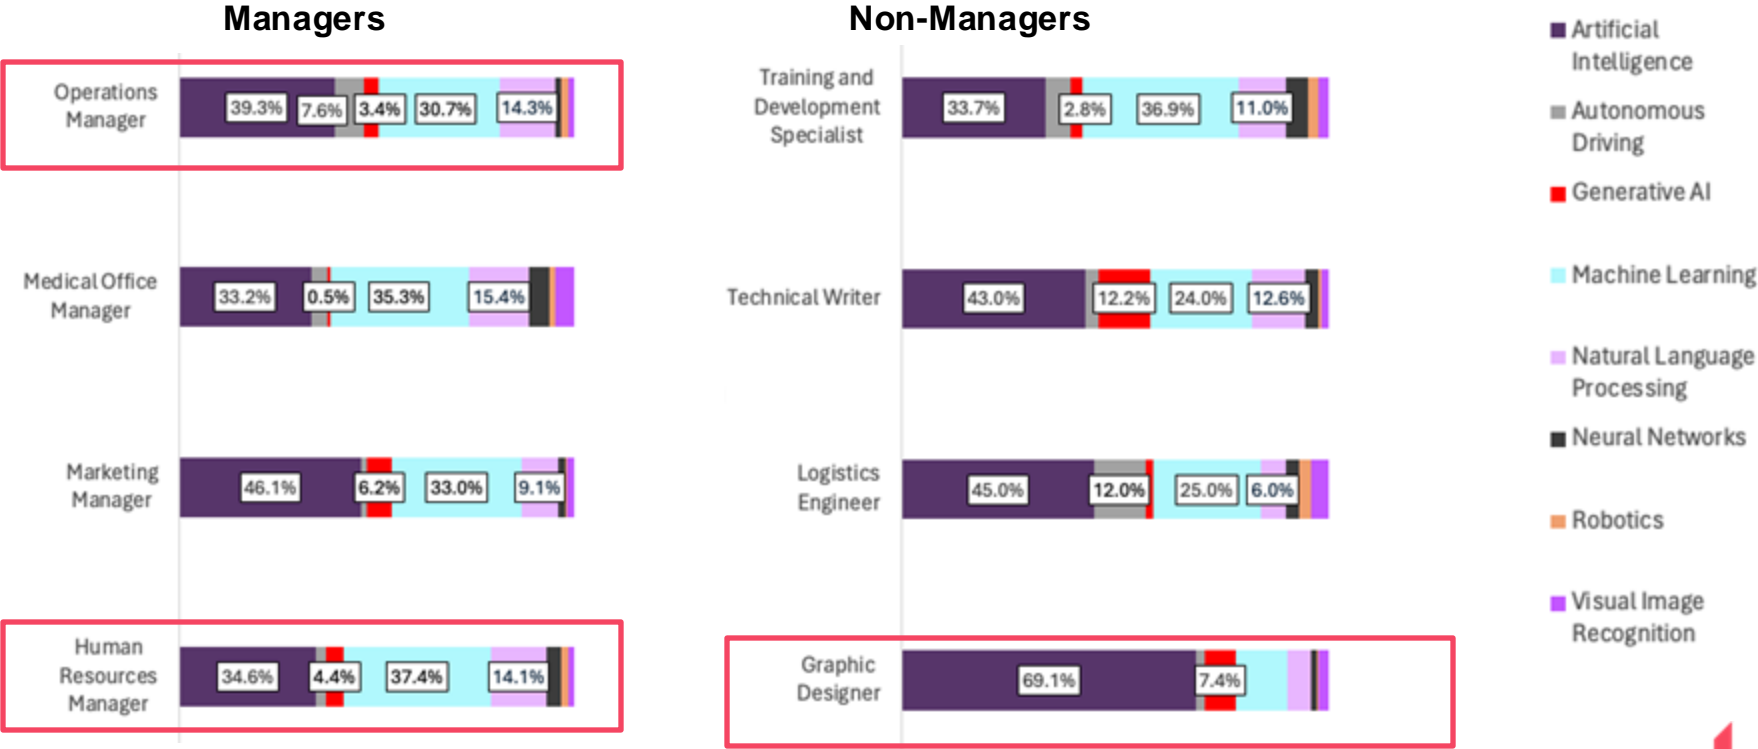 Managers
Non-Managers
Operations
Manager
39.3%
7.6%
3.4%
30.7%
14.3%
Medical Office
Manager
33.2%
0.5%
35.3%
15.4%
Marketing
Manager
46.1%
6.2%
33.0%
9.1%
Human
Resources
Manager
34.6%
4.4%
37.4%
14.1%
Training and
Development
Specialist
33.7%
2.8%
36.9%
11.0%
Technical Writer
43.0%
12.2%
24.0%
12.6%
Logistics
Engineer
45.0%
12.0%
25.0%
6.0%
Graphic
Designer
69.1%
7.4%
Artificial
Intelligence
Autonomous
Driving
Generative AI
Machine Learning
Natural Language
Processing
Neural Networks
Robotics
Visual Image
Recognition